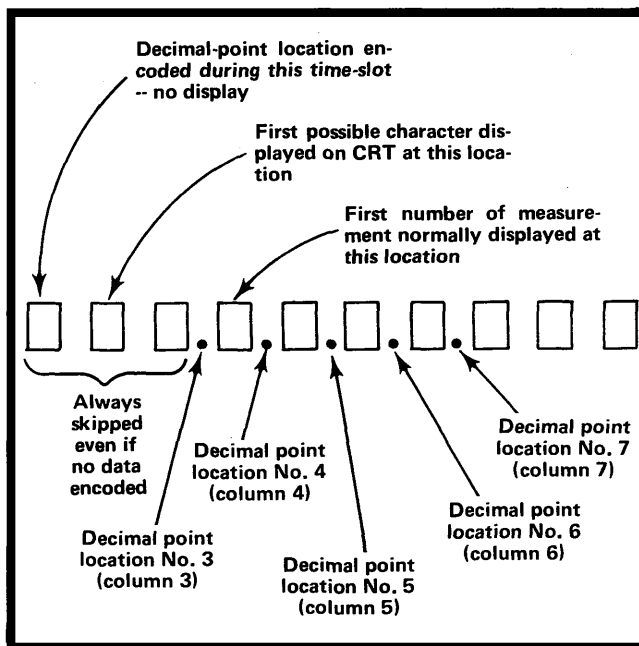 Decimal-point location en-
coded during this time-slot
-- no display
First possible character dis-
played on CRT at this loca-
tion
First number of measure-
ment normally displayed at
this location
Always
skipped
even if
no data
encoded
Decimal point
location No. 3
(column 3)
Decimal point
location No. 4
(column 4)
Decimal point
location No. 5
(column 5)
Decimal point
location No. 6
(column 6)
Decimal point
location No. 7
(column 7)